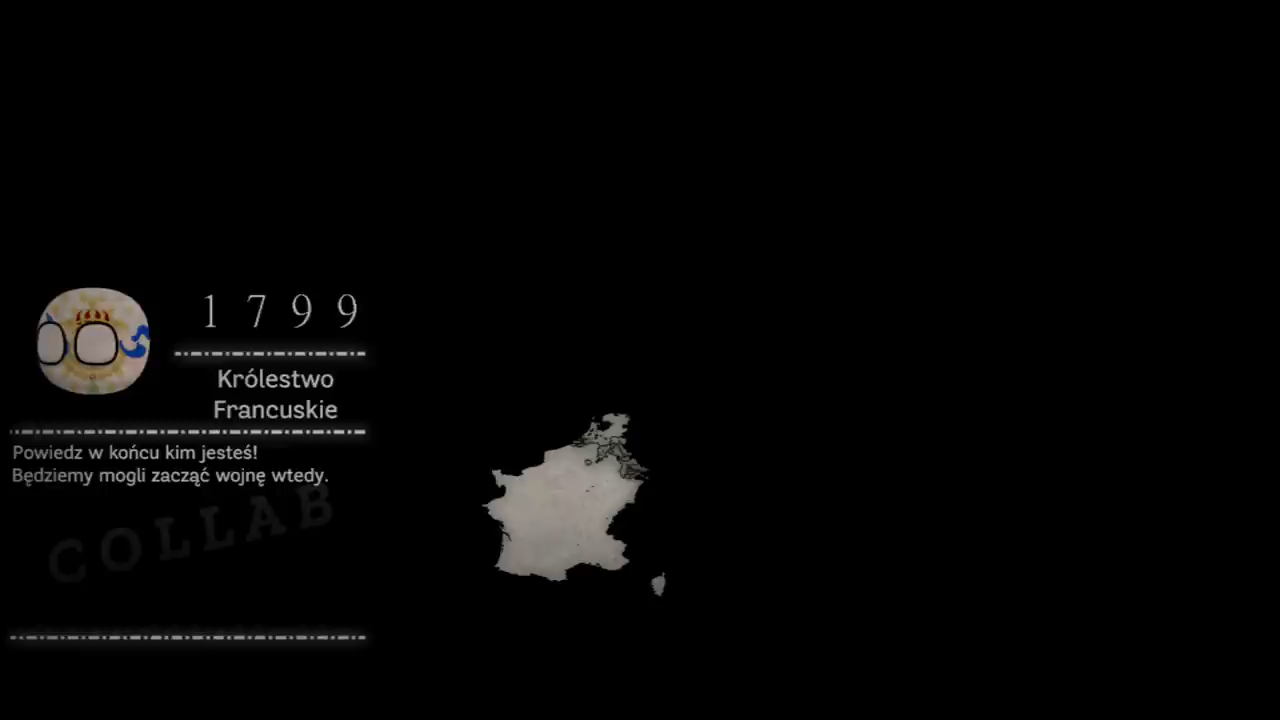 1799
Królestwo
Francuskie
Powiedz w końcu kim jesteś!
Będziemy mogli zacząć wojnę wtedy.
COLLAB